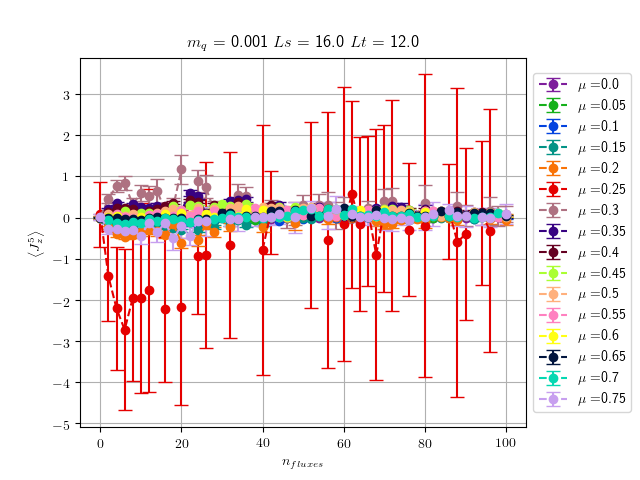 m_q = 0.001 Ls = 16.0 Lt = 12.0
3
2
1
0
−1
−2
−3
−4
−5
⟨J_z^5⟩
0 20 40 60 80 100
n_fluxes
μ =0.0
μ =0.05
μ =0.1
μ =0.15
μ =0.2
μ =0.25
μ =0.3
μ =0.35
μ =0.4
μ =0.45
μ =0.5
μ =0.55
μ =0.6
μ =0.65
μ =0.7
μ =0.75